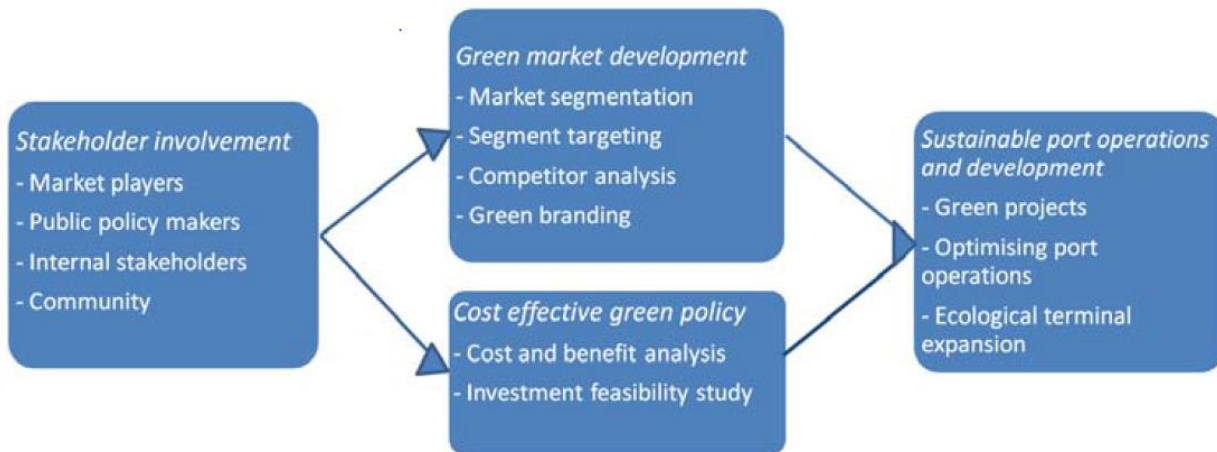 Stakeholder involvement
- Market players
- Public policy makers
- Internal stakeholders
- Community
Green market development
- Market segmentation
- Segment targeting
- Competitor analysis
- Green branding
Cost effective green policy
- Cost and benefit analysis
- Investment feasibility study
Sustainable port operations
and development
- Green projects
- Optimising port
operations
- Ecological terminal
expansion